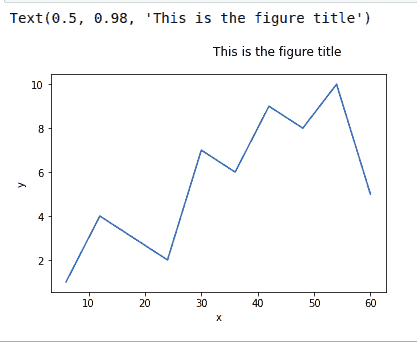 Text(0.5, 0.98, 'This is the figure title')
This is the figure title
10
8
6
4
2
y
10 20 30 40 50 60
x